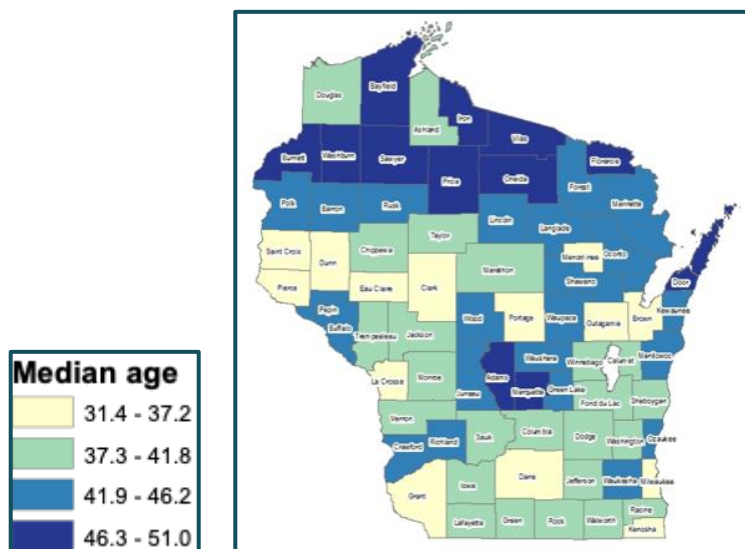 Median age
31.4 - 37.2
37.3 - 41.8
41.9 - 46.2
46.3 - 51.0
Bayfield
Douglas
Iron
Ashland
Vilas
Burnett
Washburn
Sawyer
Florence
Price
Oneida
Forest
Polk
Barron
Rusk
Marinette
Lincoln
Langlade
Taylor
Chippewa
Saint Croix
Dunn
Menominee
Oconto
Marathon
Pierce
Eau Claire
Clark
Shawano
Door
Pepin
Portage
Kewaunee
Buffalo
Wood
Waupaca
Outagamie
Brown
Trempealeau
Jackson
Waushara
Winnebago
Calumet
Manitowoc
La Crosse
Monroe
Adams
Juneau
Marquette
Green Lake
Fond du Lac
Sheboygan
Vernon
Columbia
Dodge
Washington
Ozaukee
Crawford
Richland
Sauk
Dane
Jefferson
Waukesha
Milwaukee
Grant
Iowa
Racine
Lafayette
Green
Rock
Walworth
Kenosha